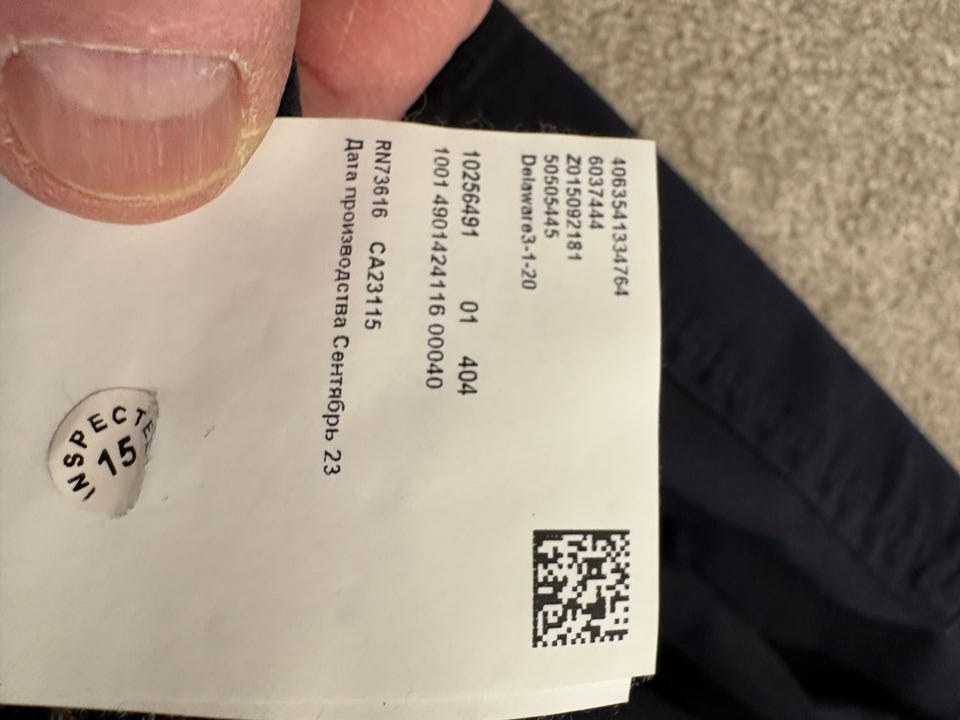 4063541334764
6037444
Z015092181
50505445
Delaware3-1-20
10256491 01 404
1001 4901424116 00040
RN73616 CA23115
Дата производства Сентябрь 23
INSPECTE
15